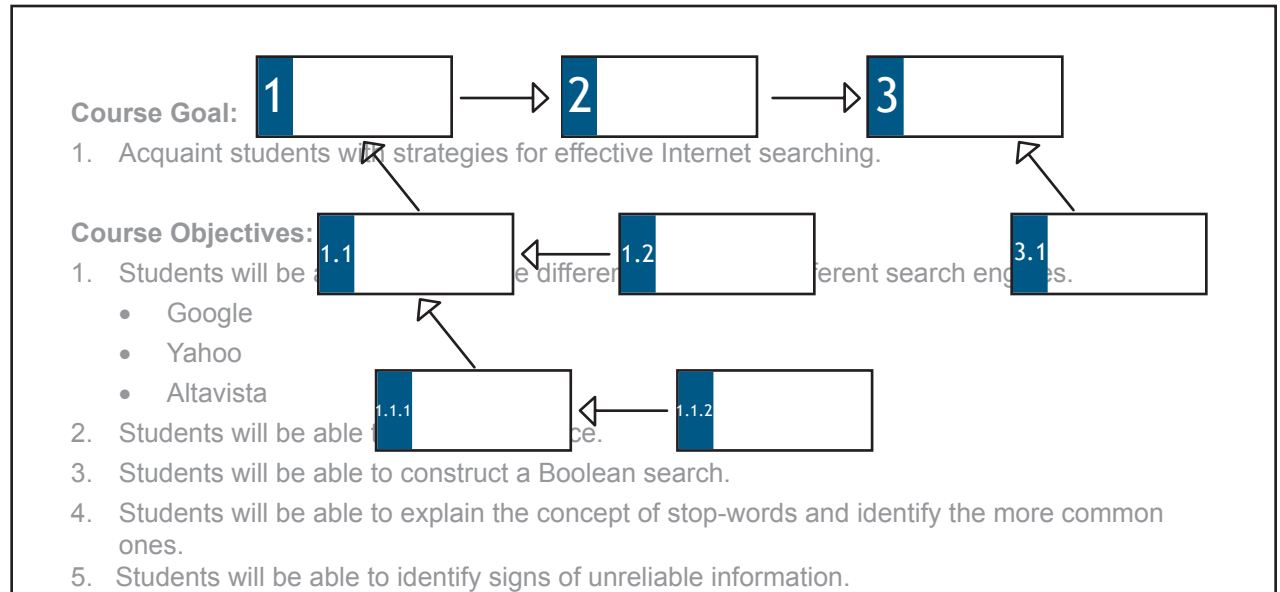 1 2 3
Course Goal:
1. Acquaint students with strategies for effective Internet searching.
1.1 1.2 3.1
Course Objectives:
1. Students will be differen ferent search engines.
• Google
• Yahoo
• Altavista
1.1.1 1.1.2
2. Students will be able ce.
3. Students will be able to construct a Boolean search.
4. Students will be able to explain the concept of stop-words and identify the more common
ones.
5. Students will be able to identify signs of unreliable information.